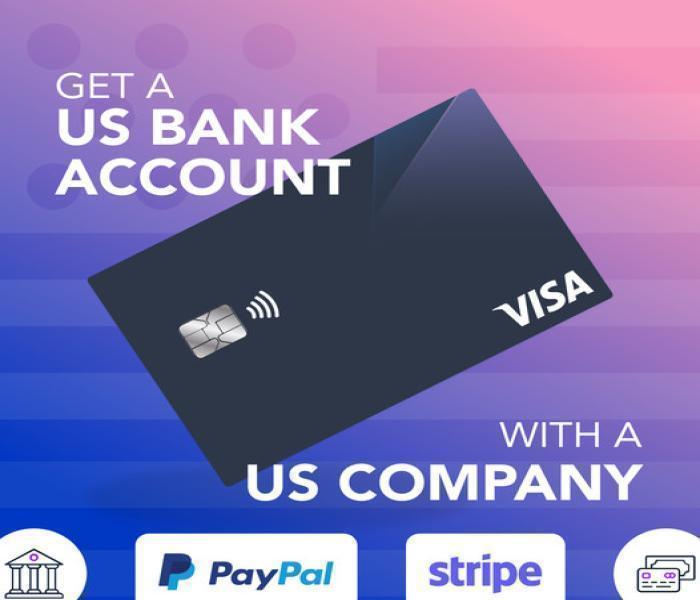 GET A
US BANK
ACCOUNT
VISA
WITH A
US COMPANY
PayPal
stripe